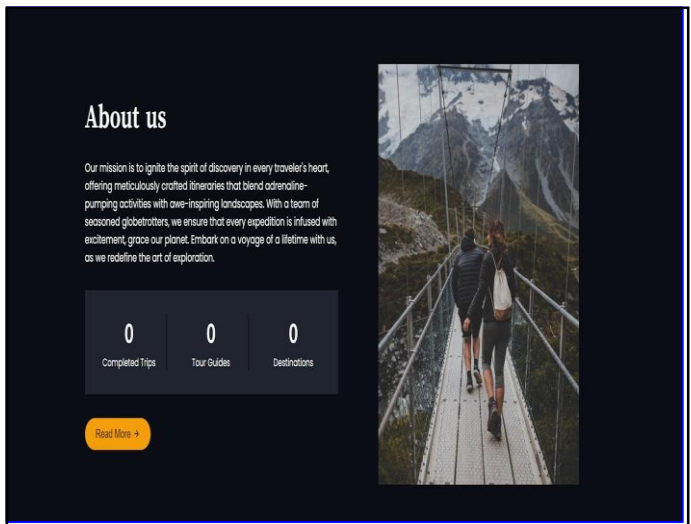 About us
Our mission is to ignite the spirit of discovery in every traveler's heart,
offering meticulously crafted itineraries that blend adrenaline-
pumping activities with awe-inspiring landscapes. With a team of
seasoned globetrotters, we ensure that every expedition is infused with
excitement, grace our planet. Embark on a voyage of a lifetime with us,
as we redefine the art of exploration.
0 0 0
Completed Trips Tour Guides Destinations
Read More →